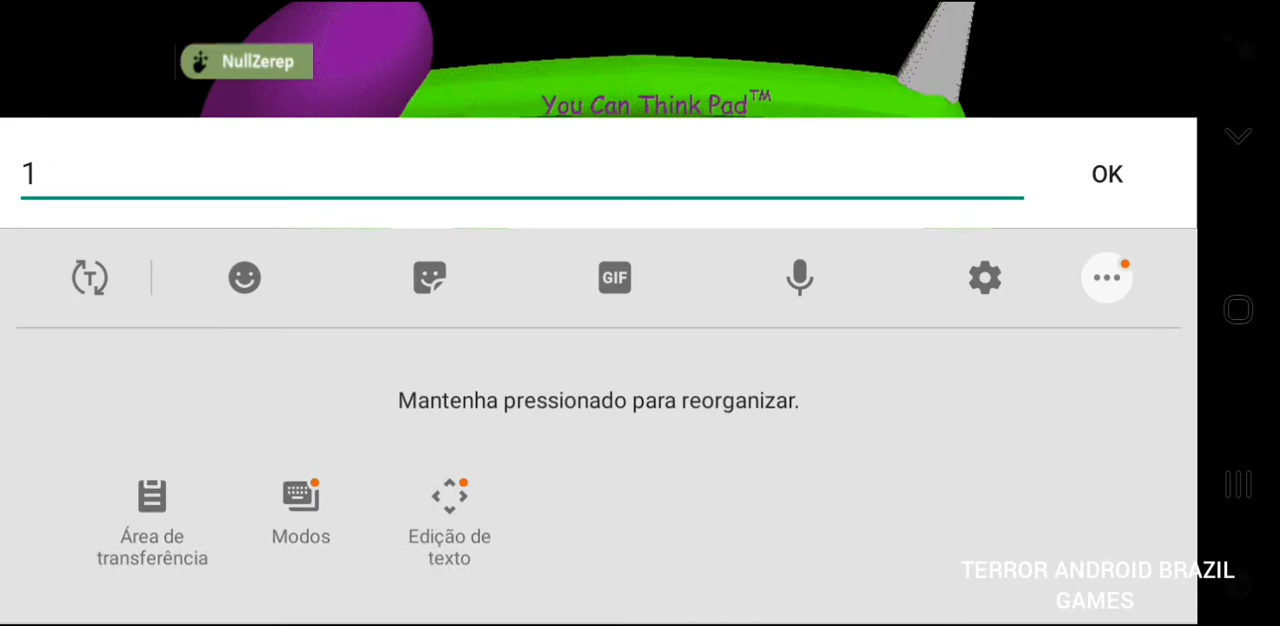 NullZerep
You Can Think Pad™
1
OK
T
GIF
Mantenha pressionado para reorganizar.
Área de
transferência
Modos
Edição de
texto
TERROR ANDROID BRAZIL
GAMES